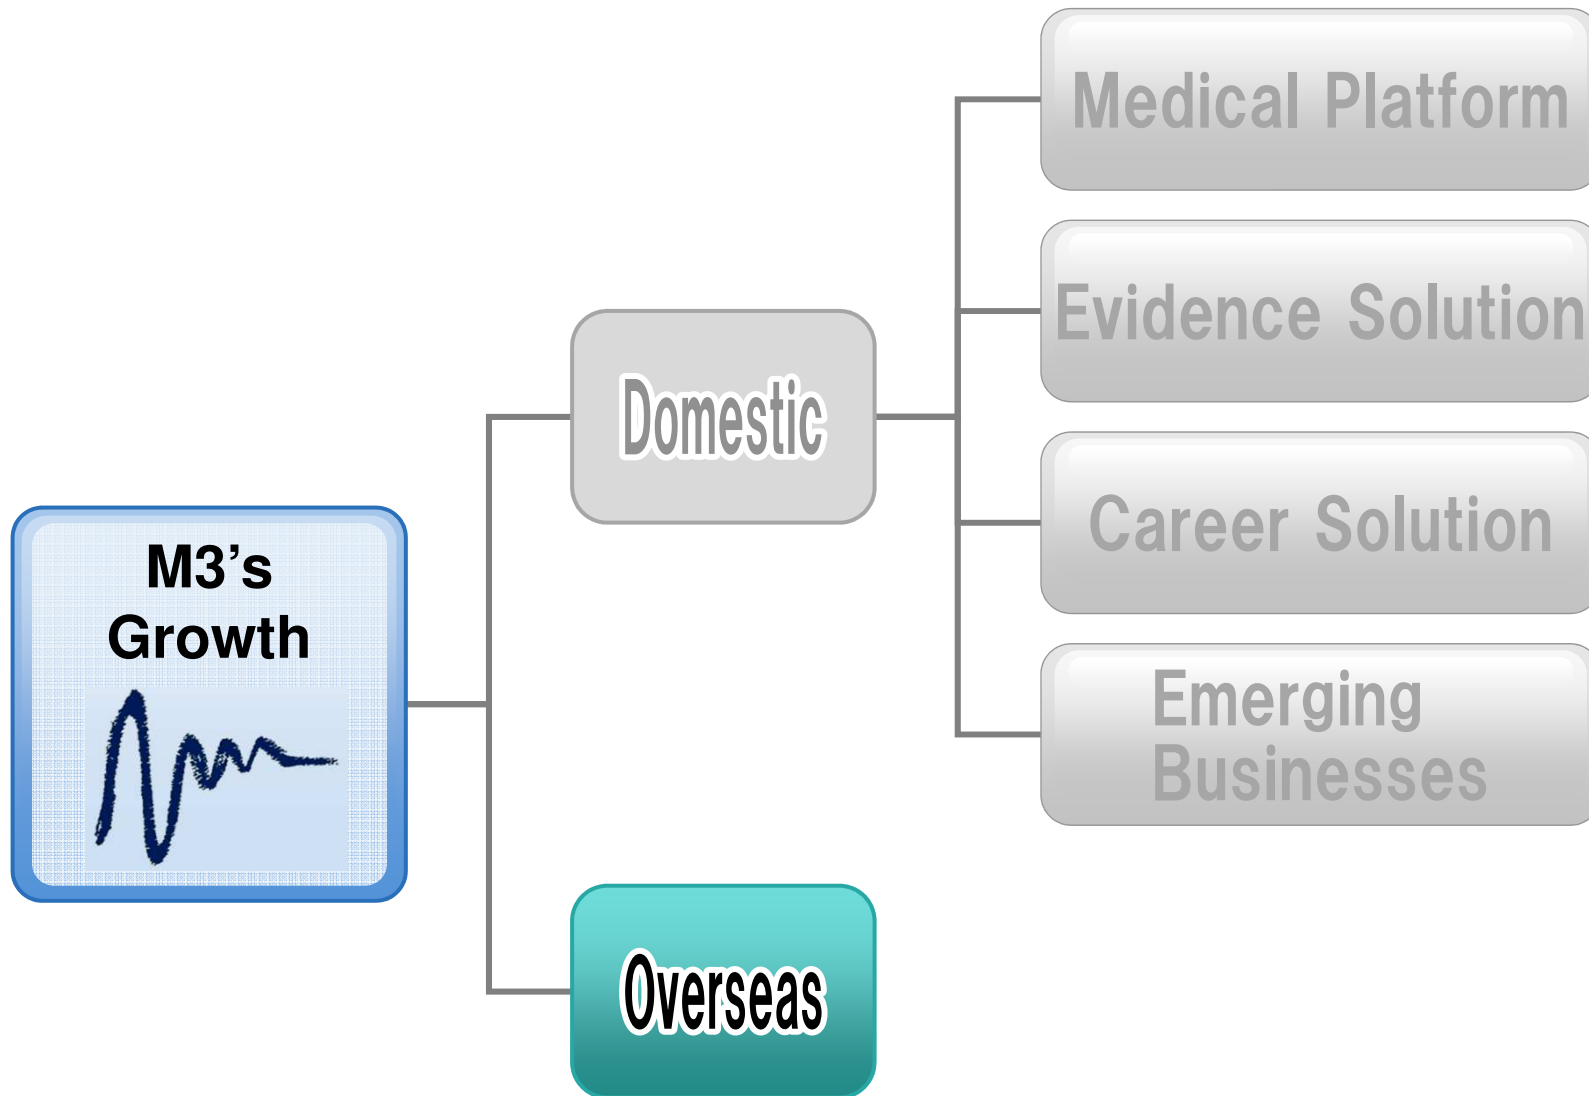 M3’s
Growth
Domestic
Overseas
Medical Platform
Evidence Solution
Career Solution
Emerging
Businesses